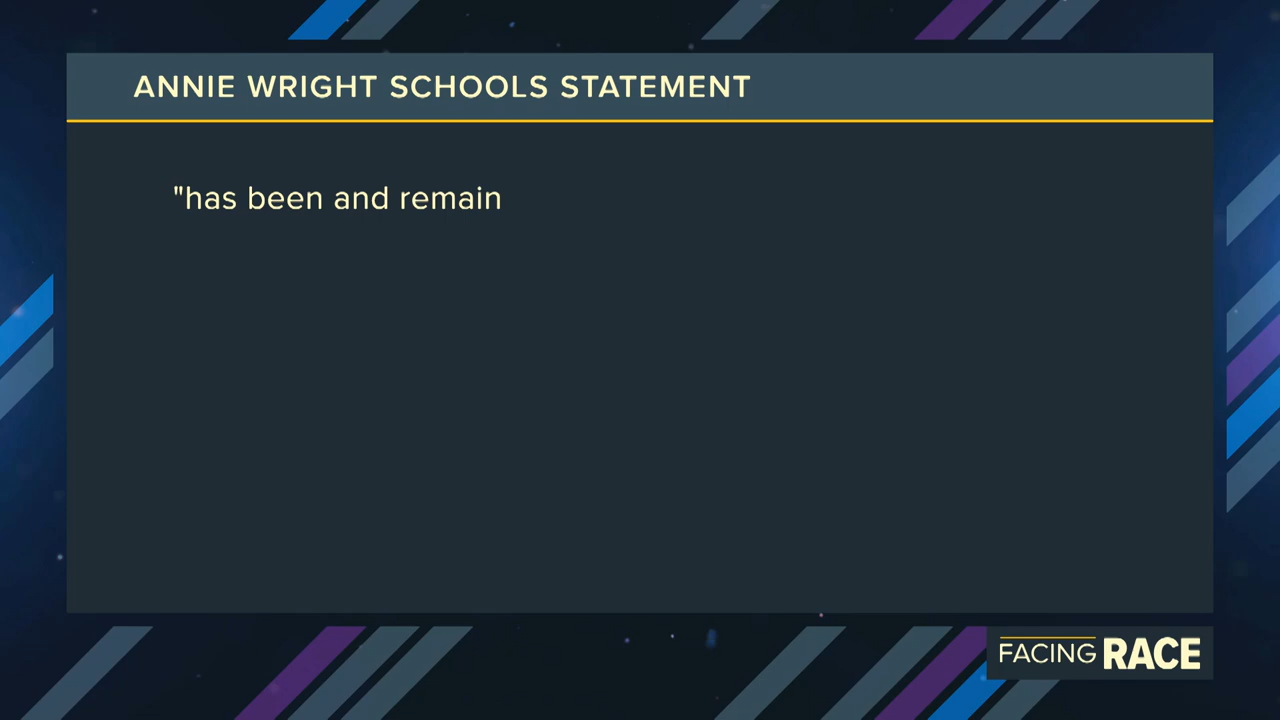 ANNIE WRIGHT SCHOOLS STATEMENT
"has been and remain
FACING RACE